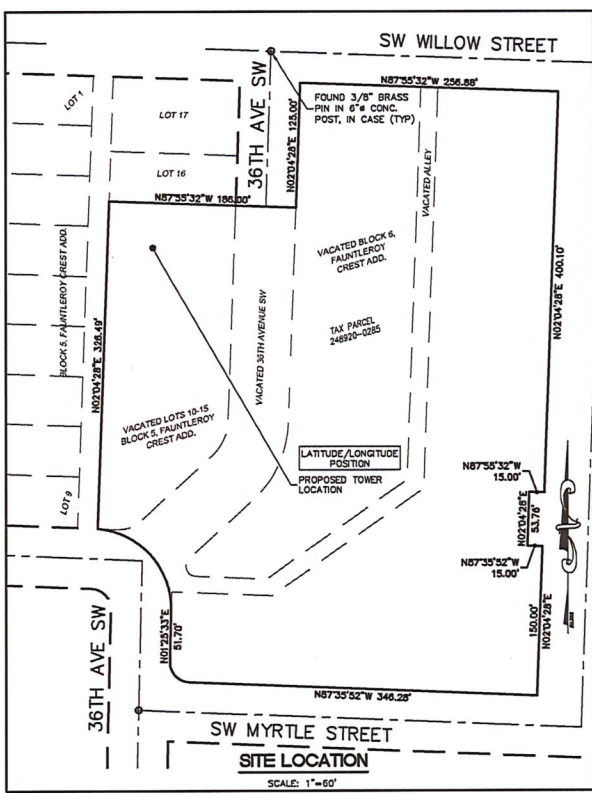 SW WILLOW STREET
N87°55'32"W 256.88'
36TH AVE SW
FOUND 3/8" BRASS
PIN IN 6"ø CONC.
POST, IN CASE (TYP)
N02°04'28"E 125.00'
LOT 1
LOT 17
LOT 16
N87°55'32"W 186.00'
VACATED ALLEY
VACATED BLOCK 6,
FAUNTLEROY
CREST ADD.
TAX PARCEL
248920-0285
N02°04'28"E 400.10'
BLOCK 5, FAUNTLEROY CREST ADD.
N02°04'28"E 326.49'
VACATED 36TH AVENUE SW
VACATED LOTS 10-15
BLOCK 5, FAUNTLEROY
CREST ADD.
LATITUDE/LONGITUDE
POSITION
PROPOSED TOWER
LOCATION
LOT 9
N87°55'32"W
15.00'
N02°04'28"E
53.76'
N87°35'52"W
15.00'
N02°04'28"E
150.00'
N01°25'33"E
51.70'
36TH AVE SW
N87°35'52"W 346.28'
SW MYRTLE STREET
SITE LOCATION
SCALE: 1"=60'